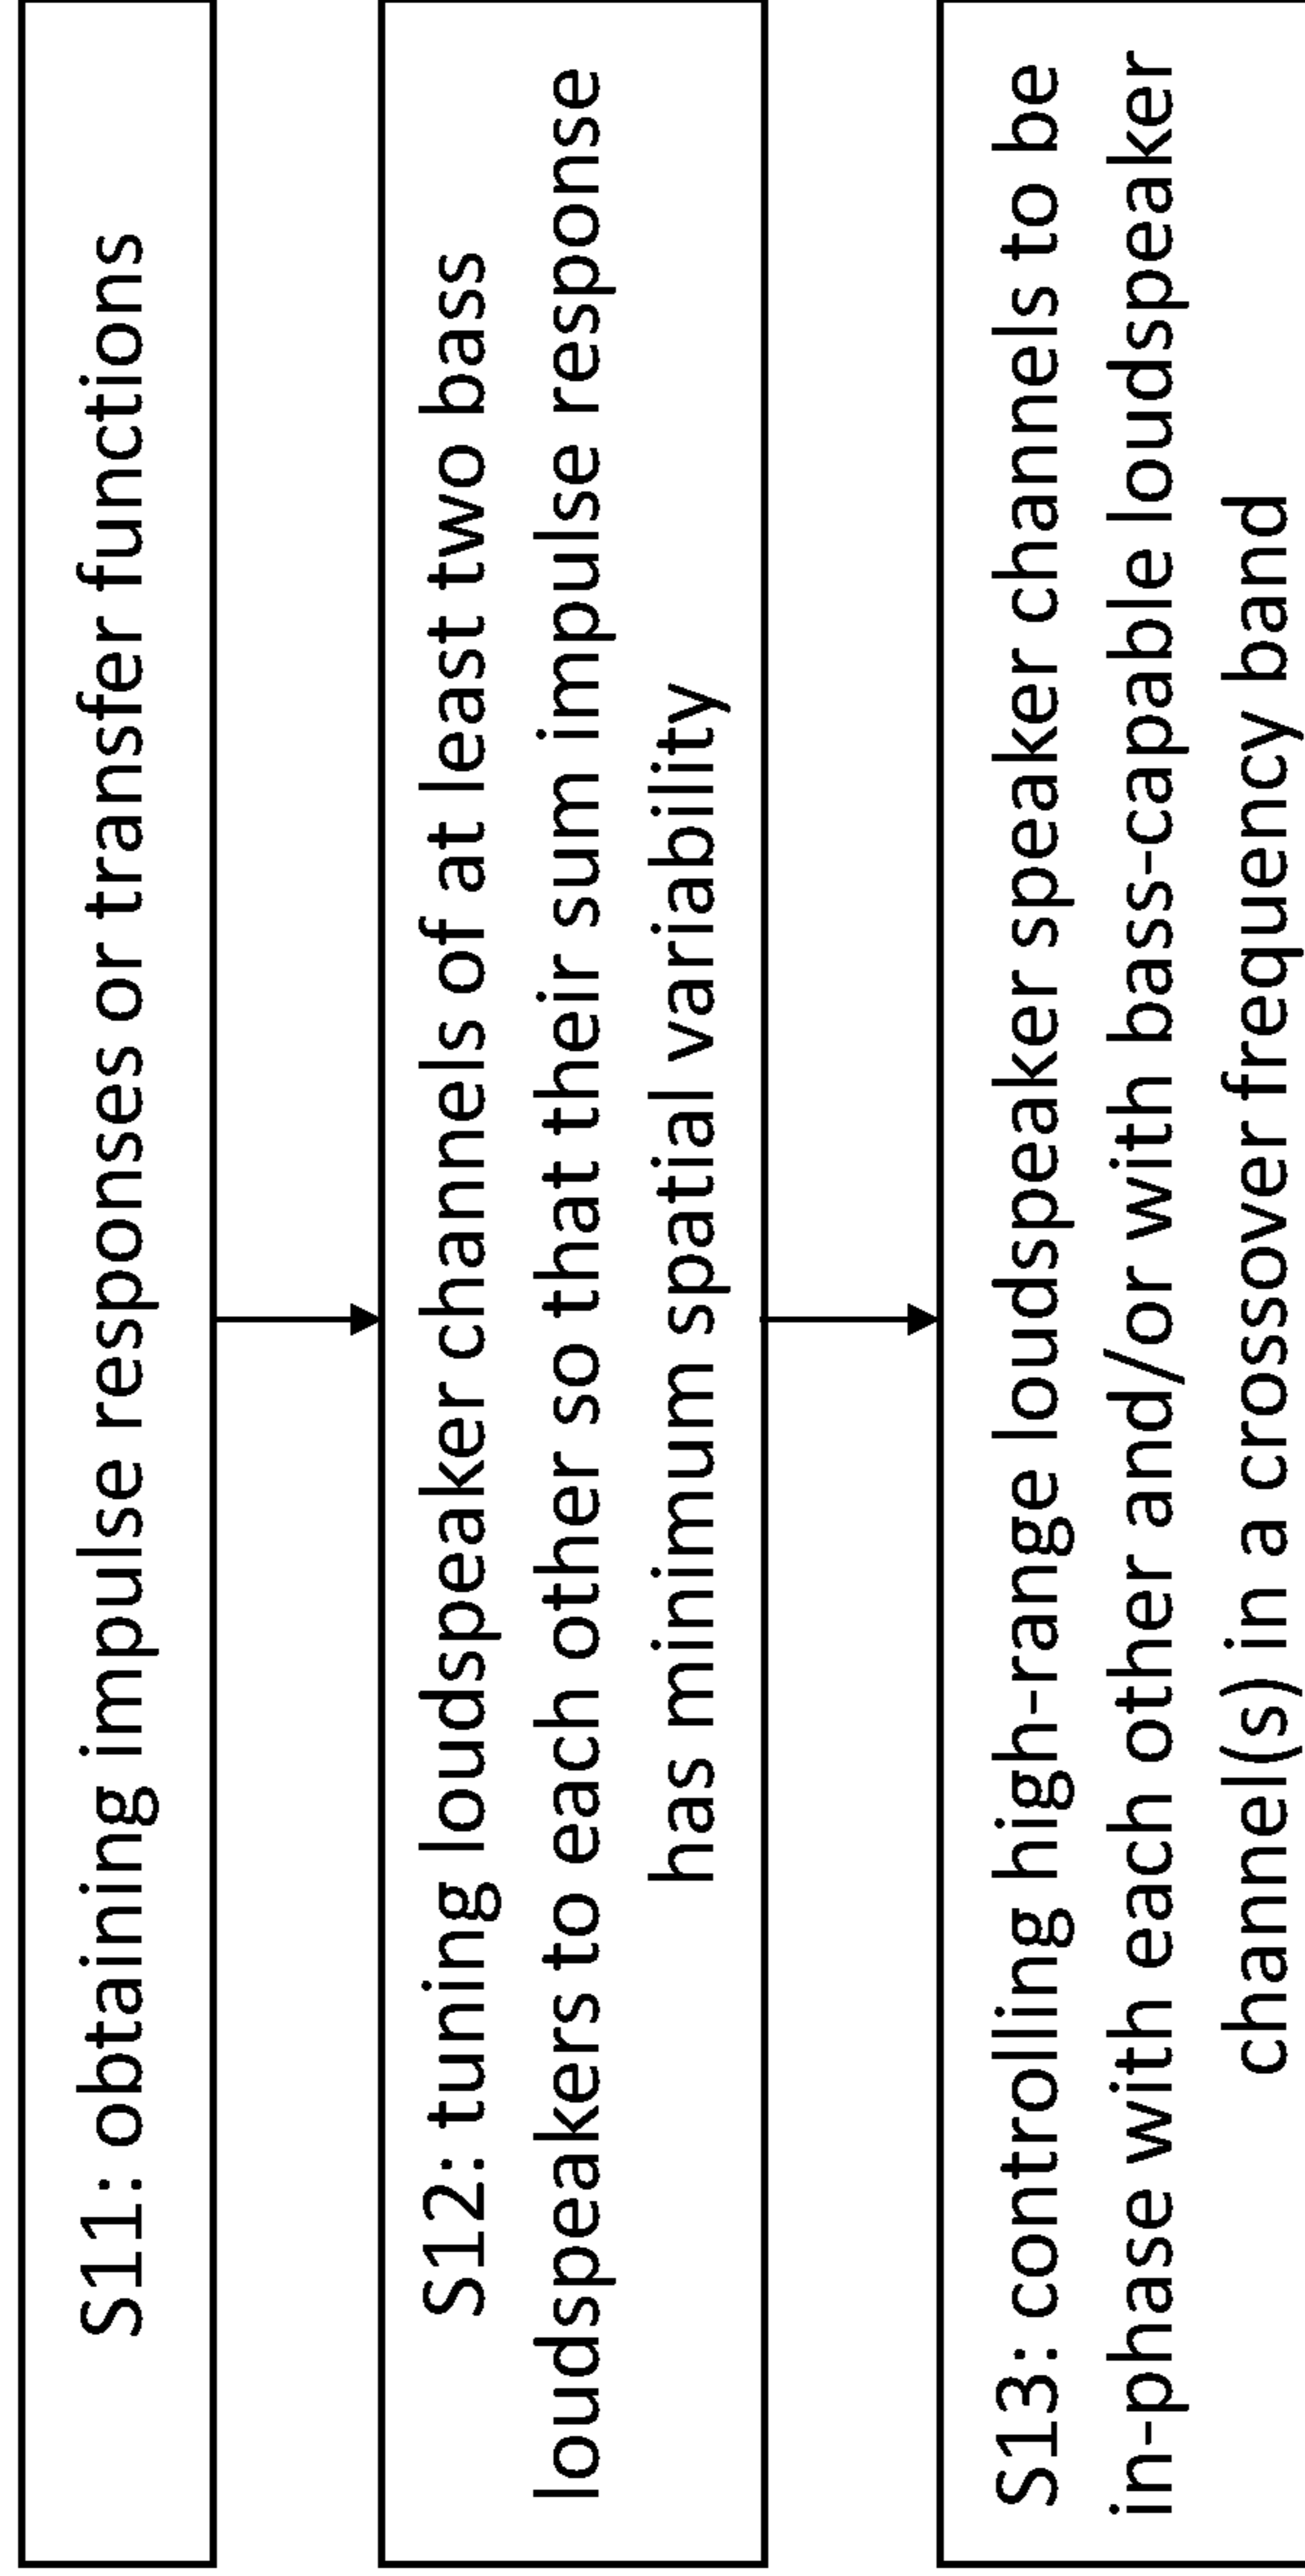 S11: obtaining impulse responses or transfer functions
S12: tuning loudspeaker channels of at least two bass
loudspeakers to each other so that their sum impulse response
has minimum spatial variability
S13: controlling high-range loudspeaker speaker channels to be
in-phase with each other and/or with bass-capable loudspeaker
channel(s) in a crossover frequency band